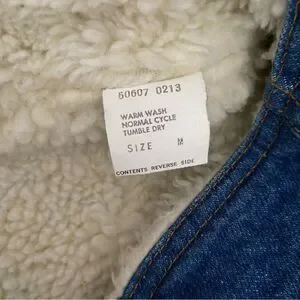 60607 0213
WARM WASH
NORMAL CYCLE
TUMBLE DRY
SIZE M
CONTENTS REVERSE SIDE